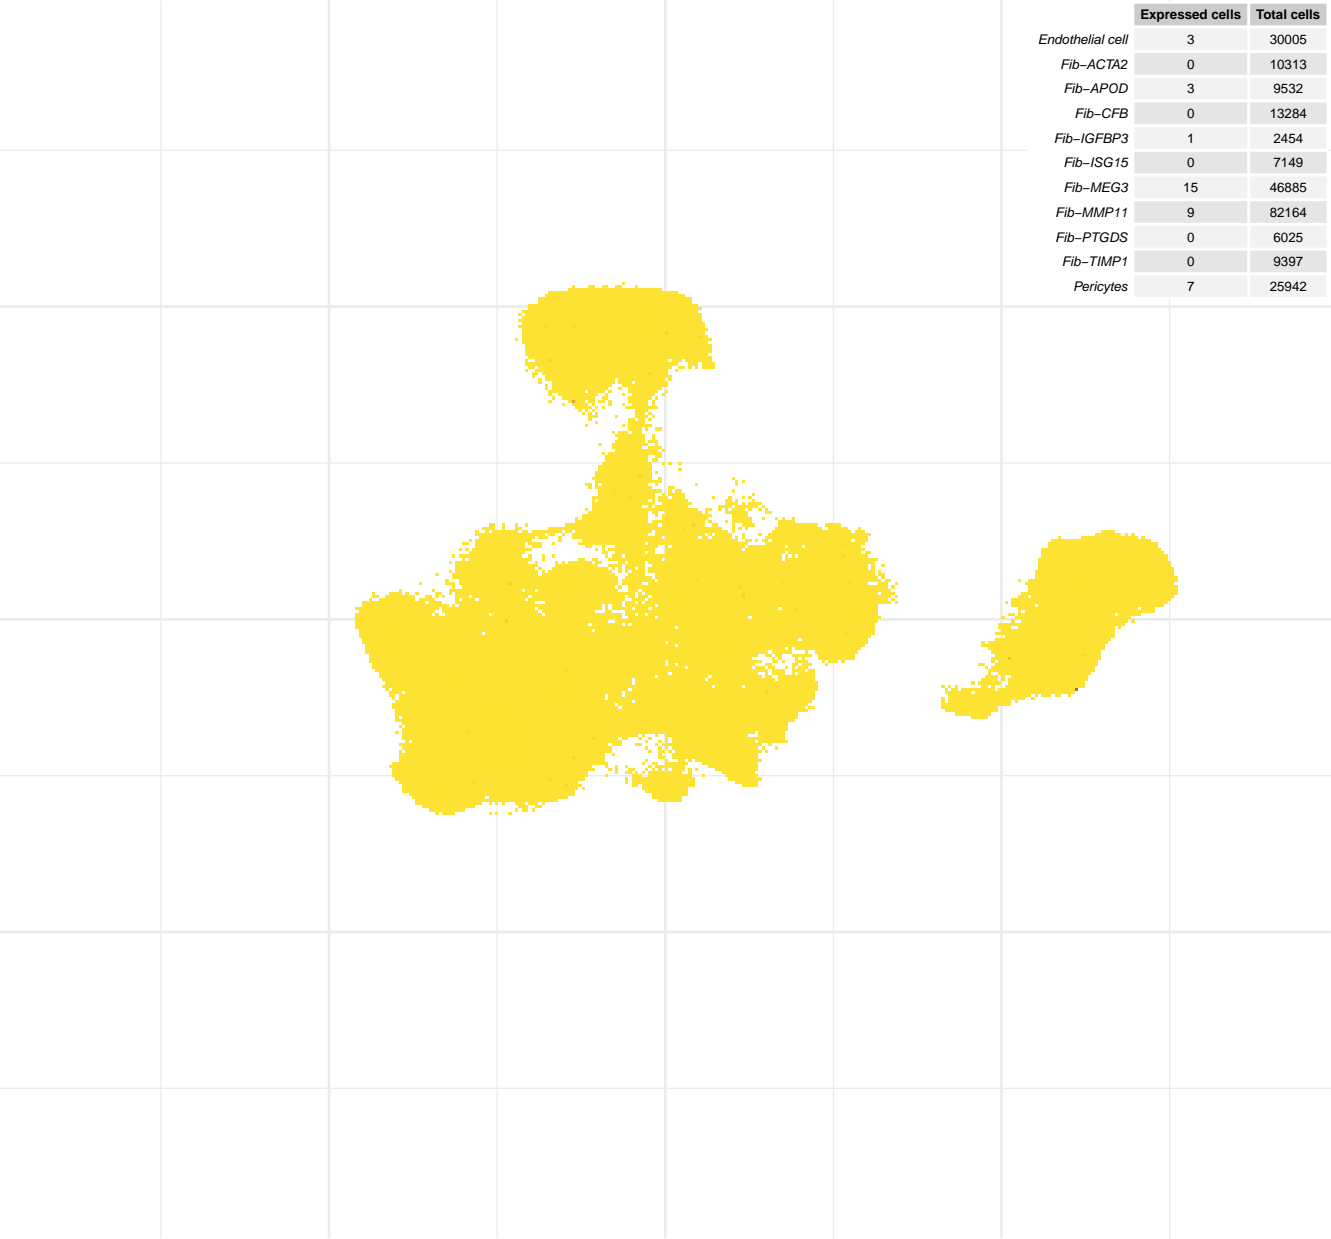 Expressed cells Total cells
Endothelial cell 3 30005
Fib−ACTA2 0 10313
Fib−APOD 3 9532
Fib−CFB 0 13284
Fib−IGFBP3 1 2454
Fib−ISG15 0 7149
Fib−MEG3 15 46885
Fib−MMP11 9 82164
Fib−PTGDS 0 6025
Fib−TIMP1 0 9397
Pericytes 7 25942